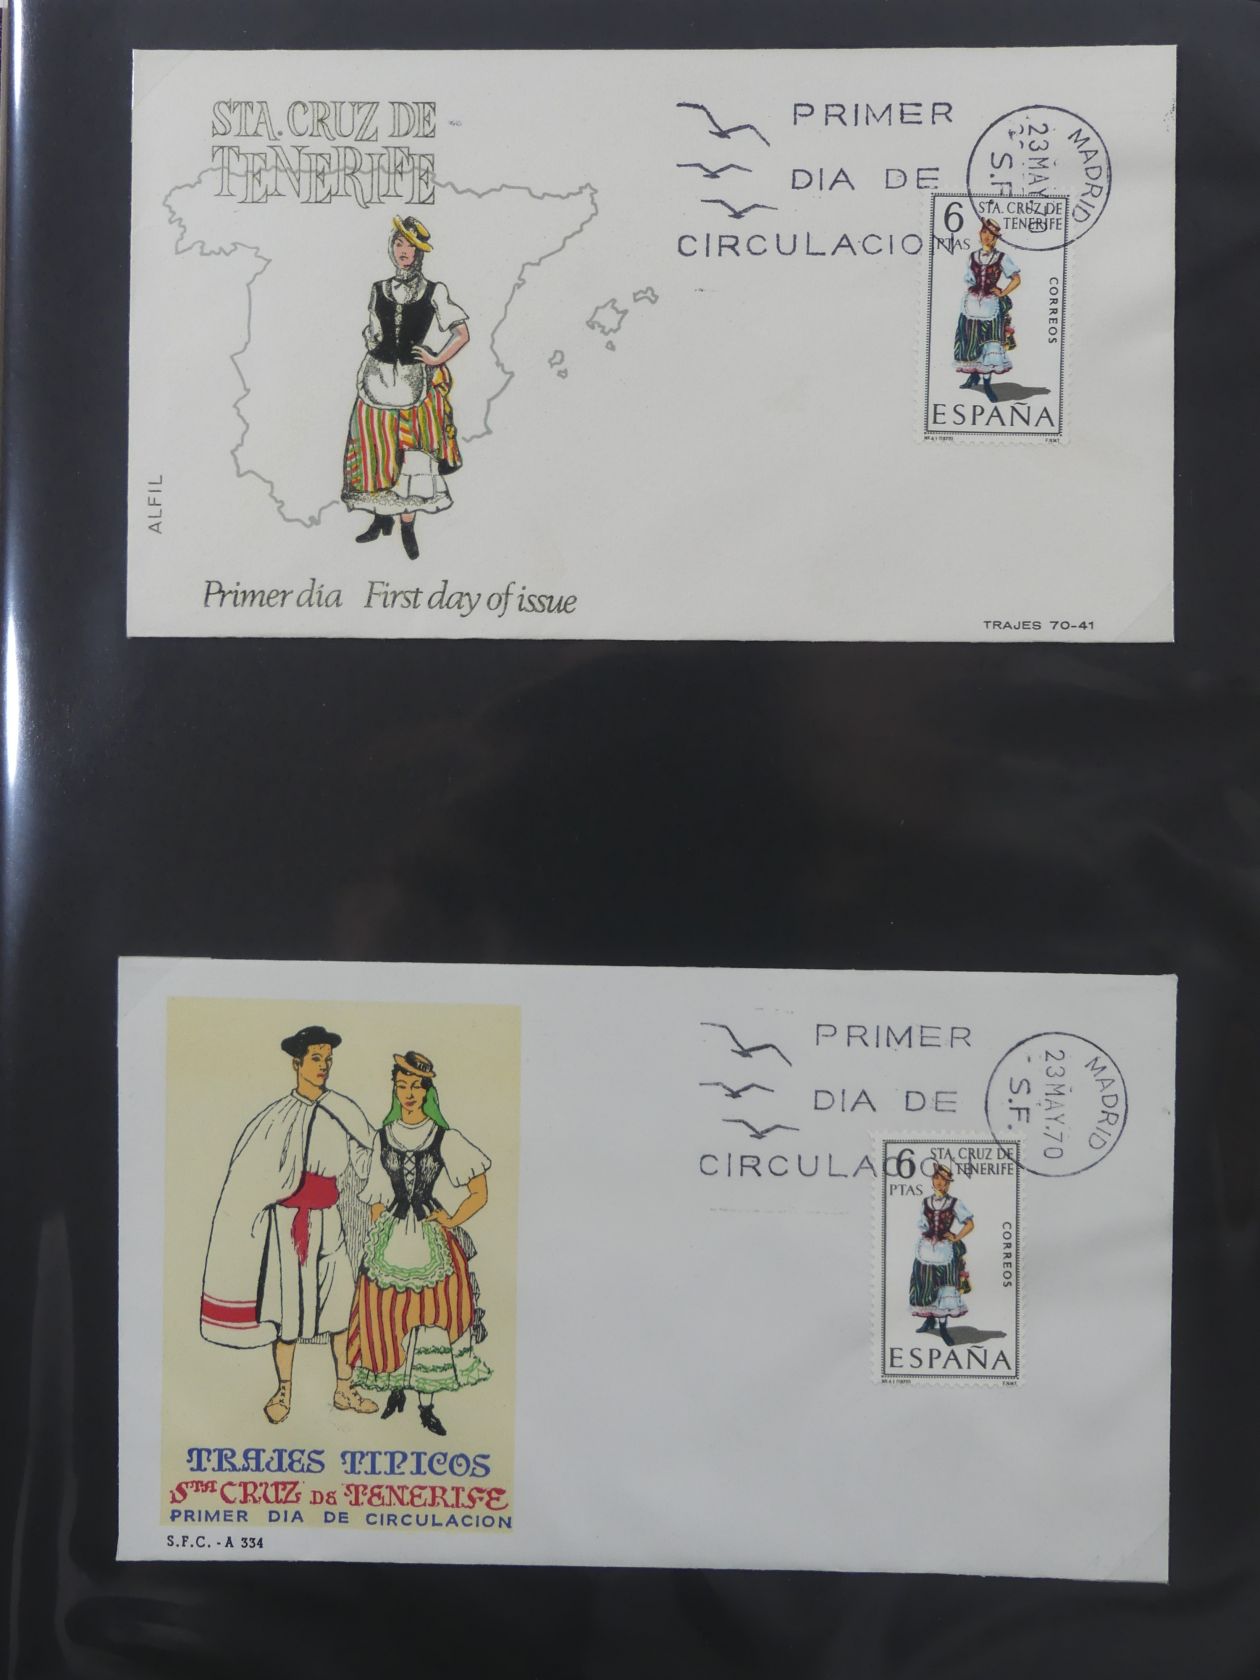 STA. CRUZ DE
TENERIFE
PRIMER
DIA DE
CIRCULACION
MADRID
23 MAY. 70
S.F.
6
PTAS
STA. CRUZ DE
TENERIFE
CORREOS
ESPAÑA
F.N.M.T.
ALFIL
Primer día First day of issue
TRAJES 70-41
PRIMER
DIA DE
CIRCULACION
MADRID
23 MAY. 70
S.F.
6
PTAS
STA. CRUZ DE
TENERIFE
CORREOS
ESPAÑA
F.N.M.T.
TRAJES TIPICOS
STA CRUZ DE TENERIFE
PRIMER DIA DE CIRCULACION
S.F.C. - A 334